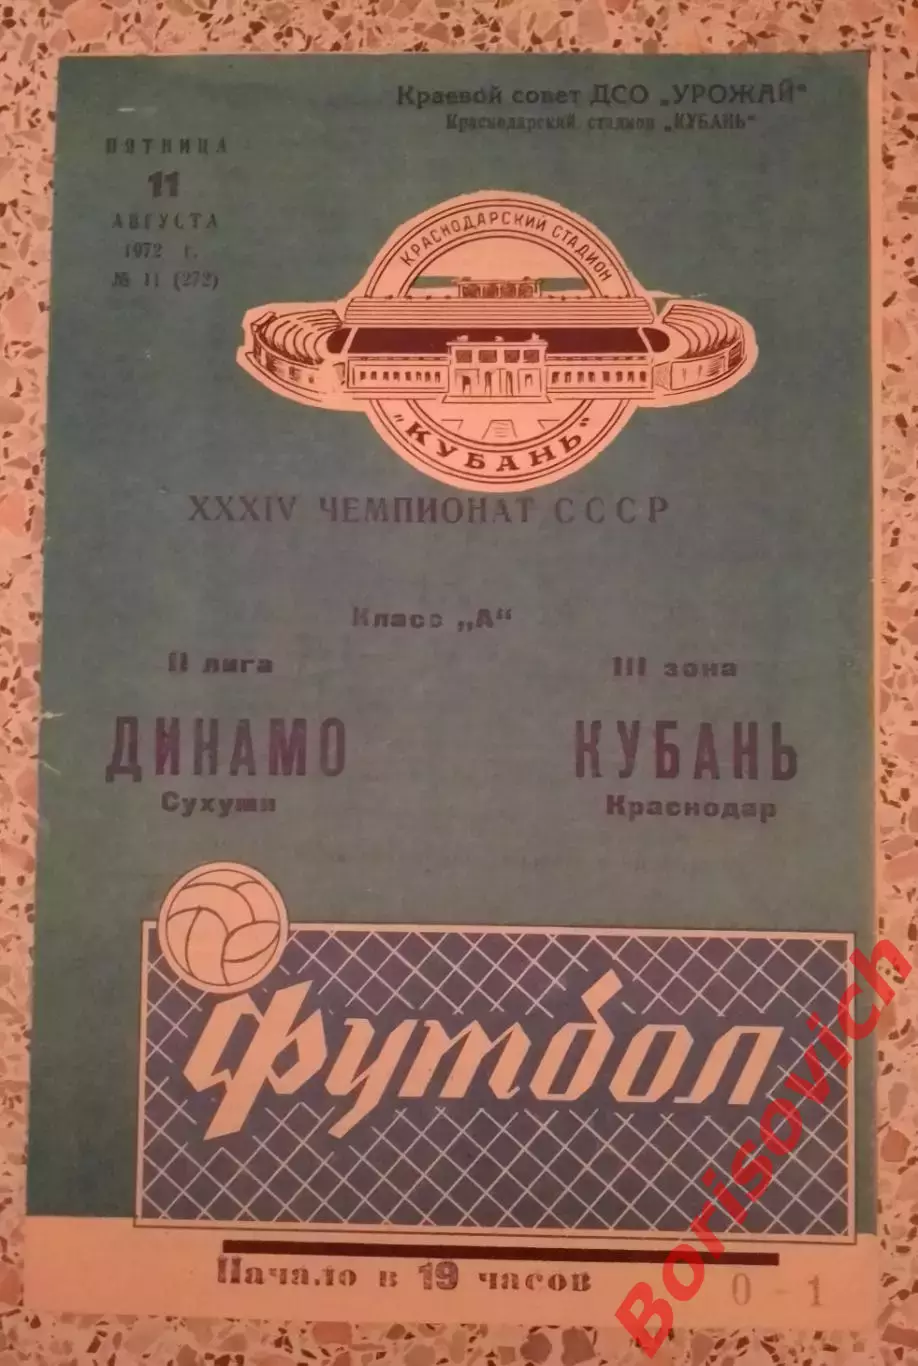 Краевой совет ДСО „УРОЖАЙ"
Краснодарский стадион „КУБАНЬ"
ПЯТНИЦА
11
АВГУСТА
1972 г.
№ 11 (272)
КРАСНОДАРСКИЙ СТАДИОН
„КУБАНЬ"
XXXIV ЧЕМПИОНАТ СССР
Класс „А"
II лига
III зона
ДИНАМО
КУБАНЬ
Сухуми
Краснодар
Футбол
Начало в 19 часов
0 - 1
Borisovich